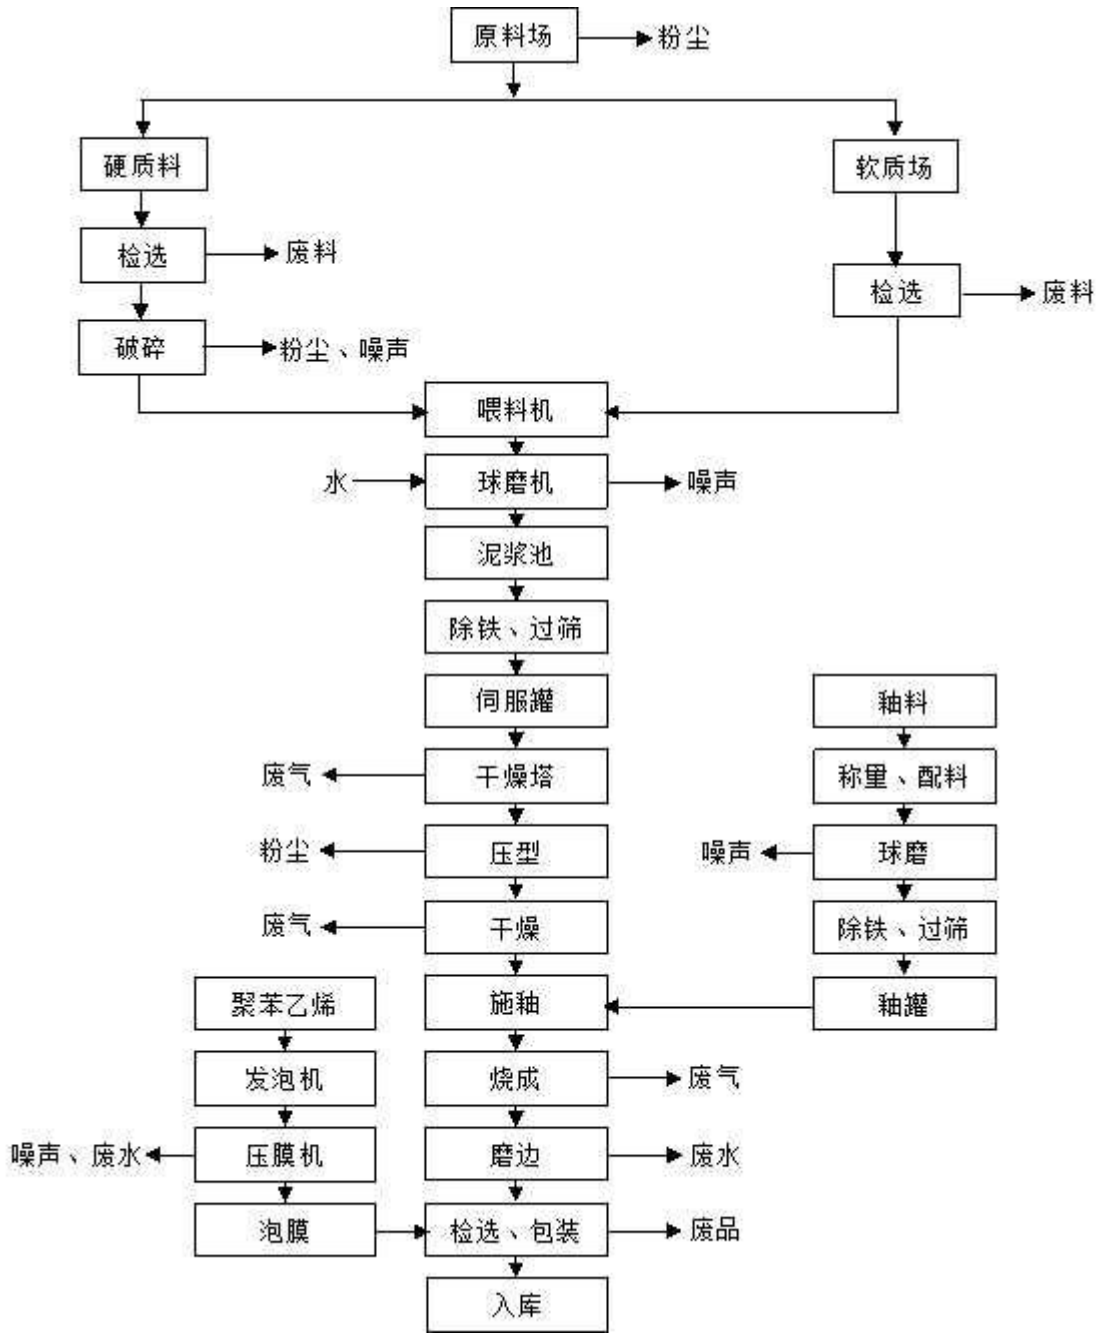 原料场
粉尘
硬质料
软质场
检选
废料
检选
废料
破碎
粉尘、噪声
喂料机
水
球磨机
噪声
泥浆池
除铁、过筛
伺服罐
釉料
废气
干燥塔
称量、配料
粉尘
压型
噪声
球磨
废气
干燥
除铁、过筛
聚苯乙烯
施釉
釉罐
发泡机
烧成
废气
噪声、废水
压膜机
磨边
废水
泡膜
检选、包装
废品
入库